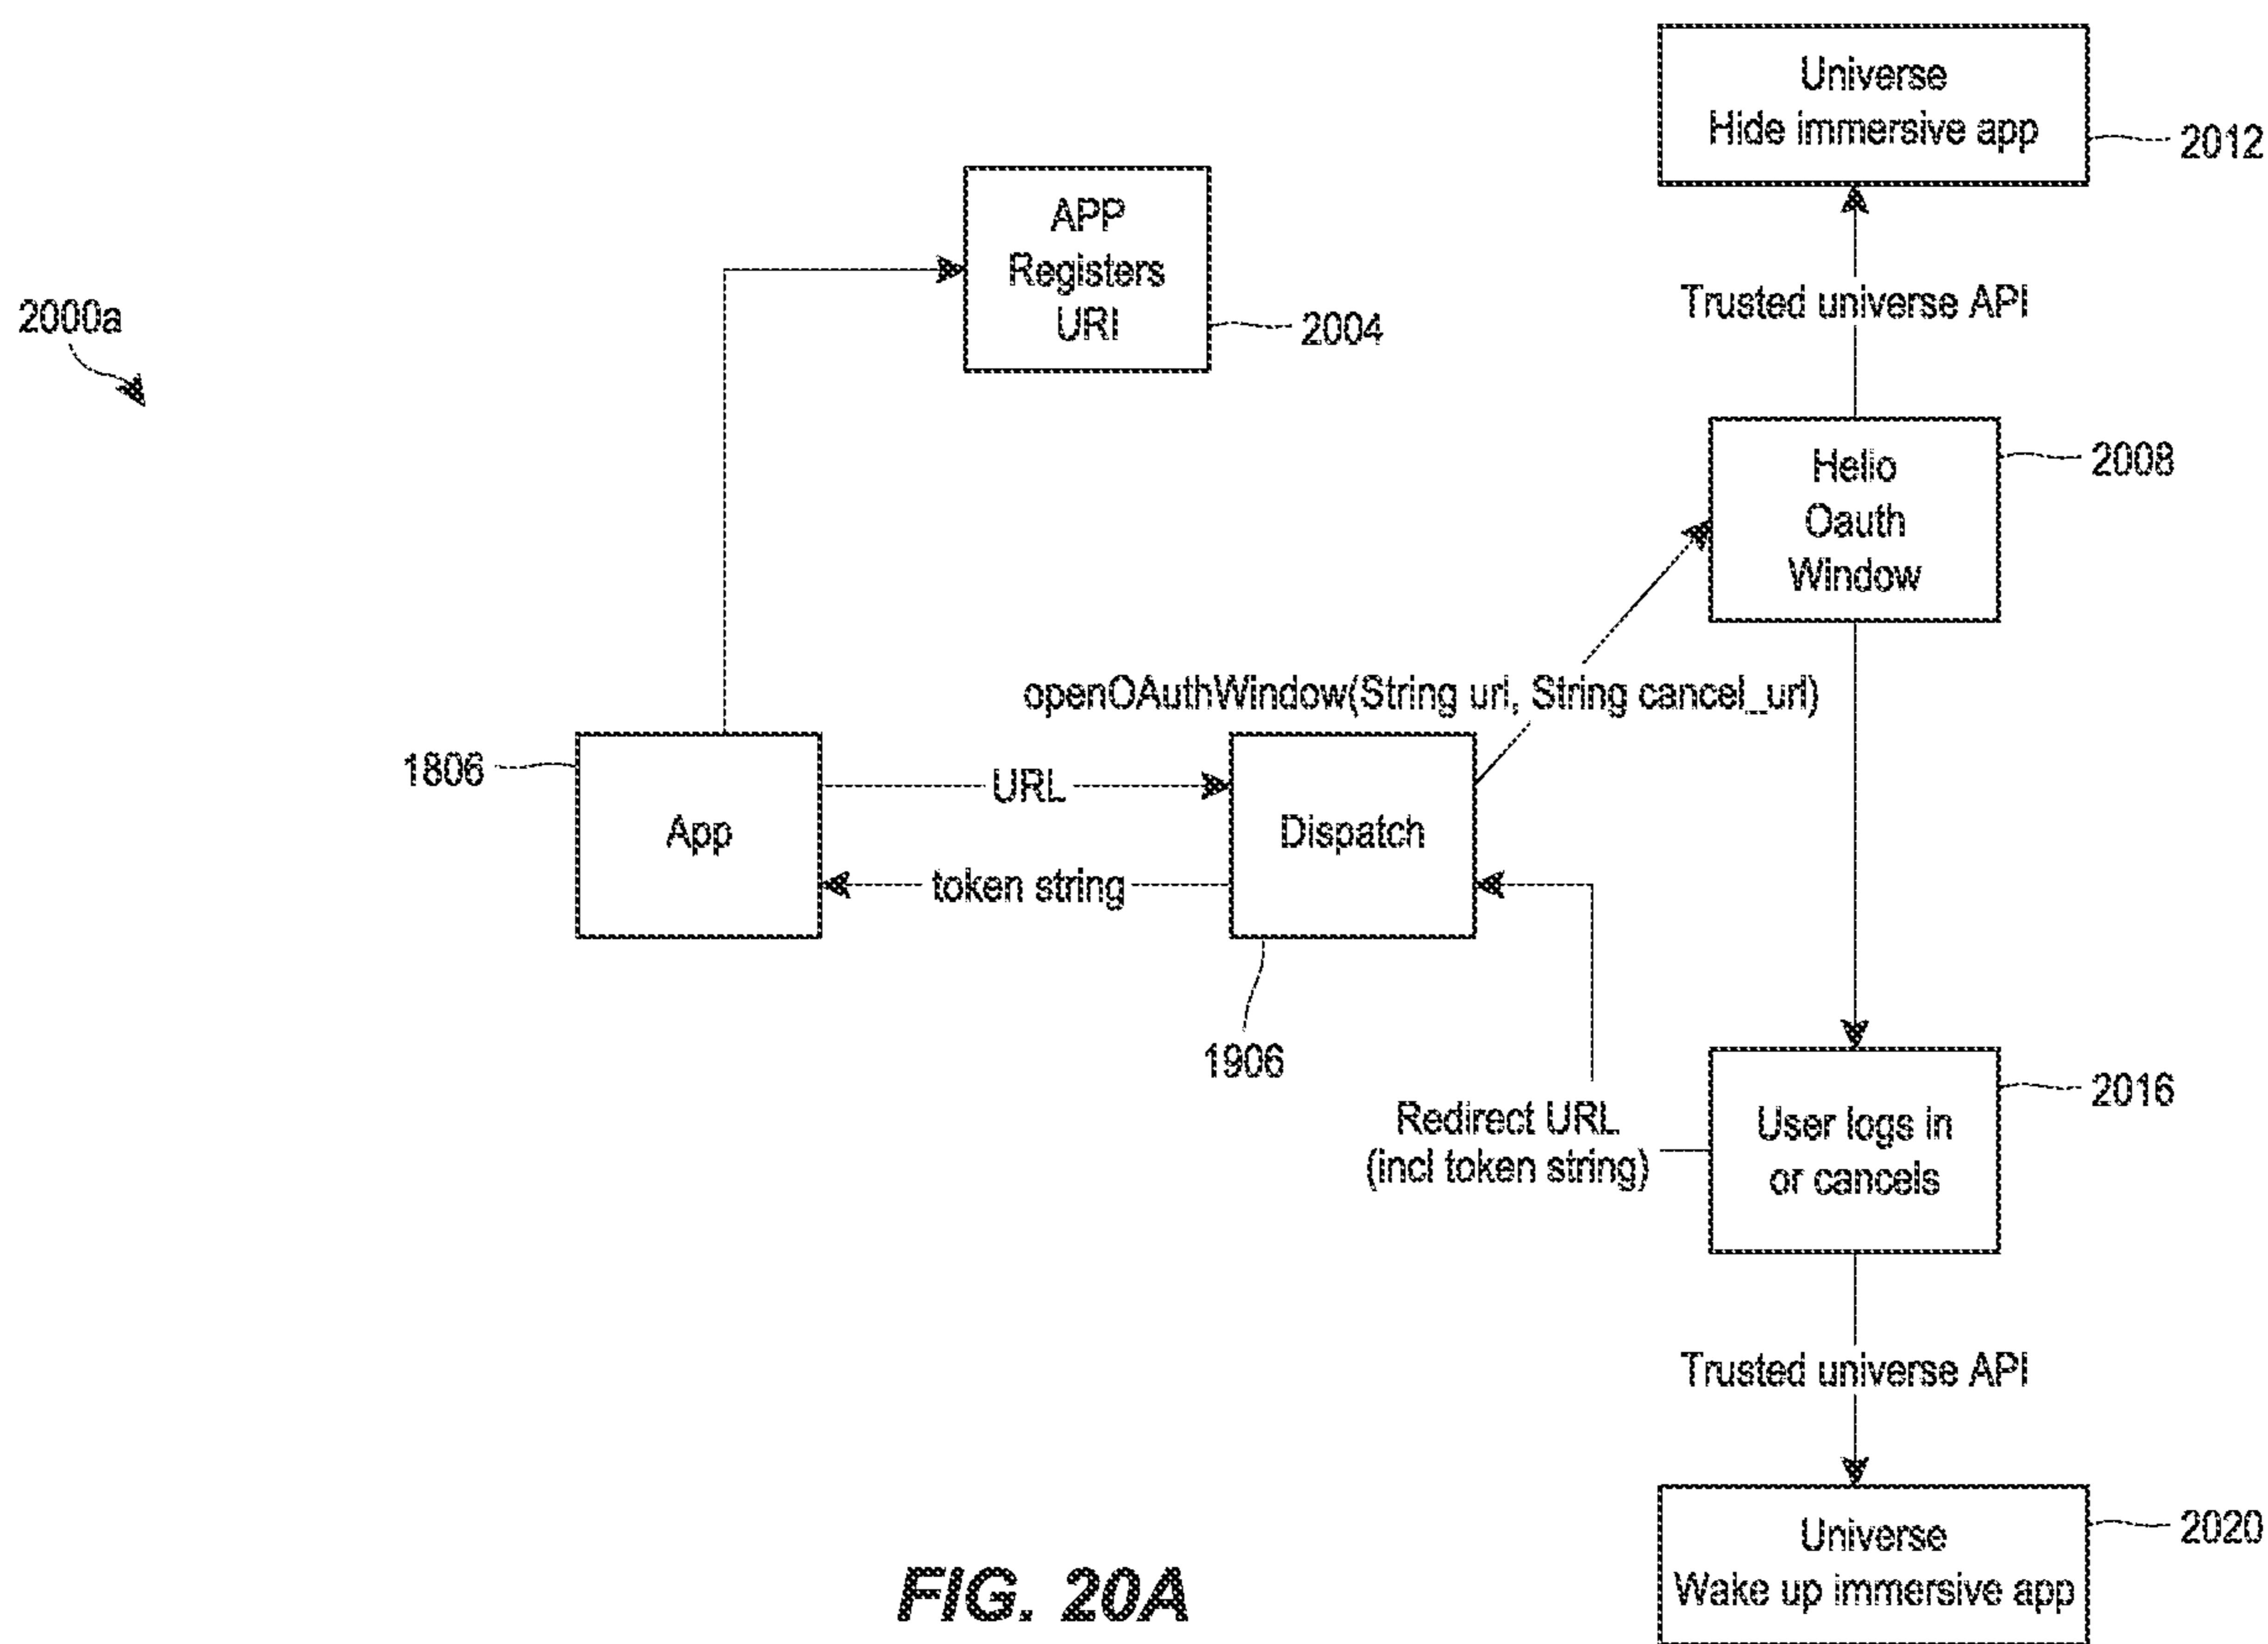 Universe
Hide immersive app
2012
APP
Registers
URI
2004
2000a
Trusted universe API
Helio
Oauth
Window
2008
openOAuthWindow(String url, String cancel_url)
1806
App
URL
token string
Dispatch
1906
Redirect URL
(incl token string)
User logs in
or cancels
2016
Trusted universe API
Universe
Wake up immersive app
2020
FIG. 20A